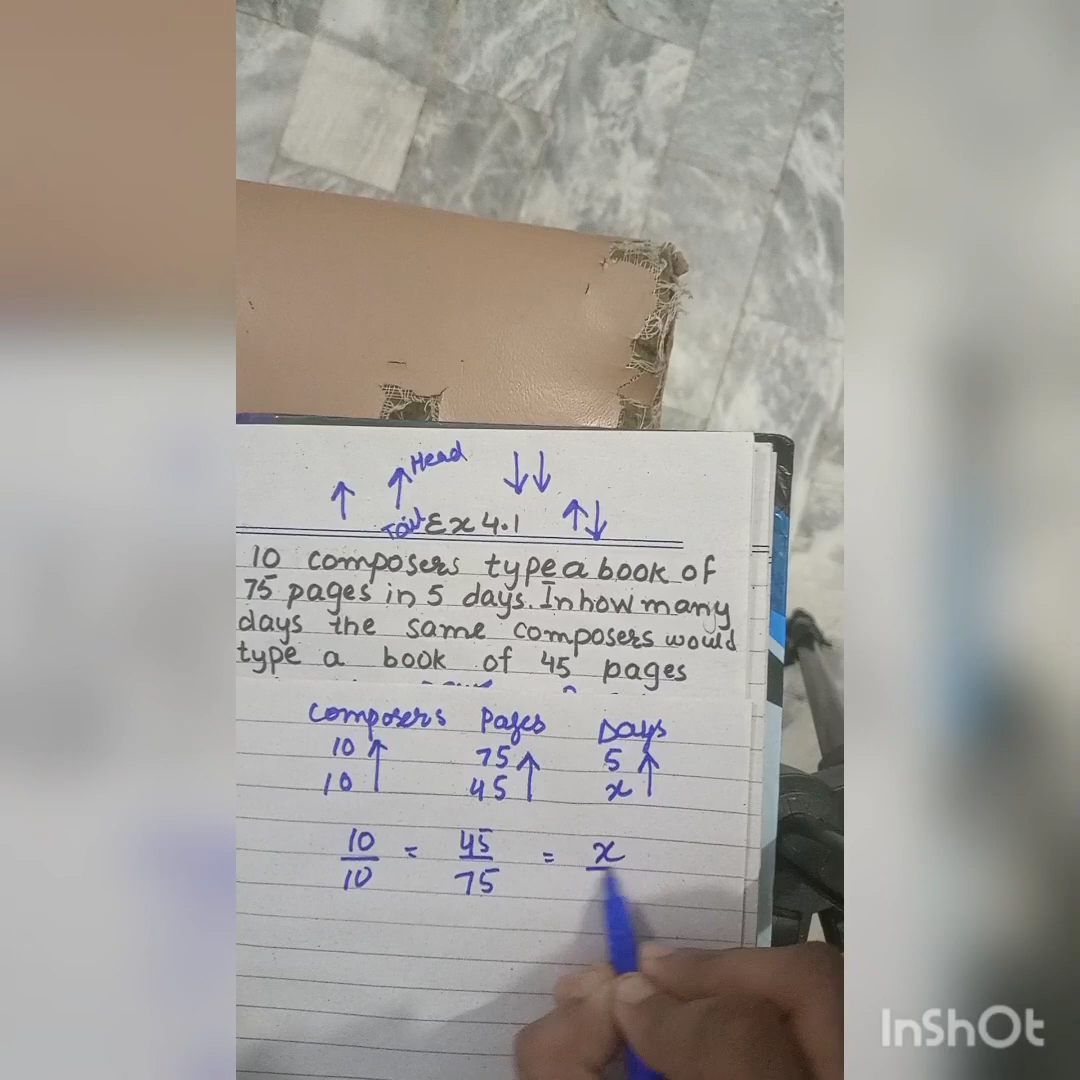 Head
Tail Ex 4.1
10 composers type a book of
75 pages in 5 days. In how many
days the same composers would
type a book of 45 pages
composers Pages Days
10 75 5
10 45 x
10/10 = 45/75 = x
InShOt